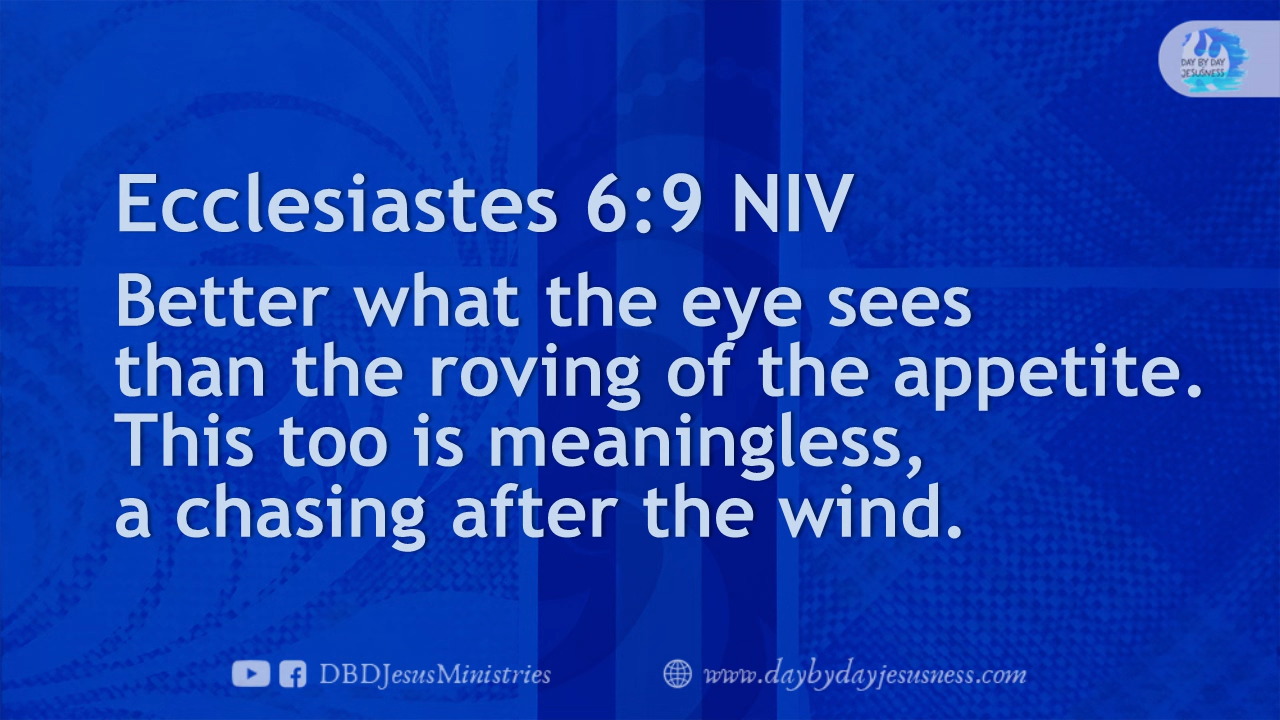 DAY BY DAY
JESUSNESS
Ecclesiastes 6:9 NIV
Better what the eye sees
than the roving of the appetite.
This too is meaningless,
a chasing after the wind.
DBDJesusMinistries
www.daybydayjesusness.com